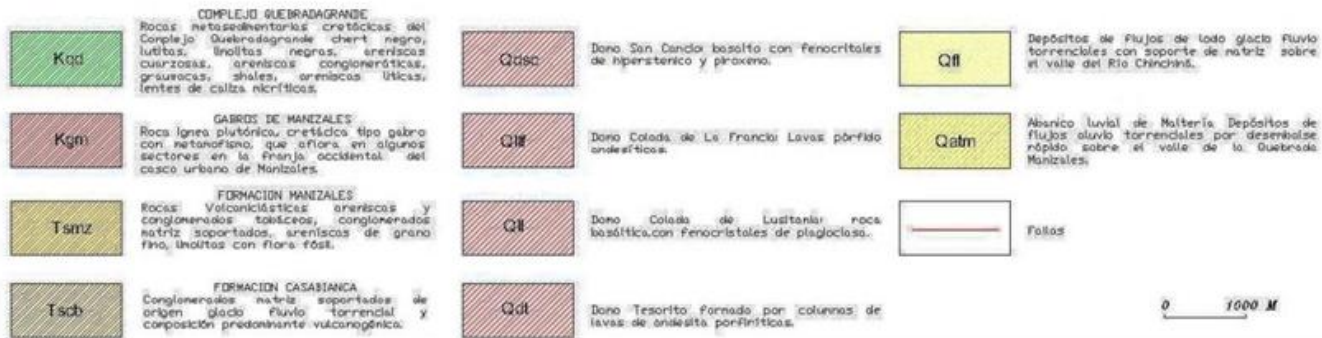 COMPLEJO QUEBRADAGRANDE
Kqd
Rocas metasedimentarias cretácicas del
Complejo Quebradagrande chert negro,
lutitas, limolitas negras, areniscas
cuarzosas, areniscas conglomeráticas,
grauvacas, shales, areniscas líticas,
lentes de caliza micríticas.
GABROS DE MANIZALES
Kgm
Roca ígnea plutónica, cretácica tipo gabro
con metamofismo, que aflora en algunos
sectores en la franja occidental del
casco urbano de Manizales.
FORMACION MANIZALES
Tsmz
Rocas Volcaniclásticas areniscas y
conglomerados tobáceos, conglomerados
matriz soportados, areniscas de grano
fino, limolitas con flora fósil.
FORMACION CASABIANCA
Tscb
Conglomerados matriz soportados de
origen glacio fluvio torrencial y
composición predominante vulcanogénica.
Qdsc
Domo San Cancio basalto con fenocritales
de hiperstenico y piroxeno.
Qlf
Domo Colada de La Francia: Lavas pórfido
andesíticas.
Qll
Domo Colada de Lusitania: roca
basáltica,con fenocristales de plagioclasa.
Qdt
Domo Tesorito formado por columnas de
lavas de andesita porfiríticas.
Qfl
Depósitos de flujos de lodo glacio fluvio
torrenciales con soporte de matriz sobre
el valle del Río Chinchiná.
Qatm
Abanico luvial de Maltería Depósitos de
flujos aluvio torrenciales por desembalse
rápido sobre el valle de la Quebrada
Manizales.
Fallas
0 1000 M